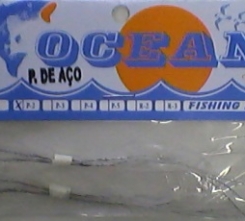 OCEAN
P. DE AÇO
FISHING